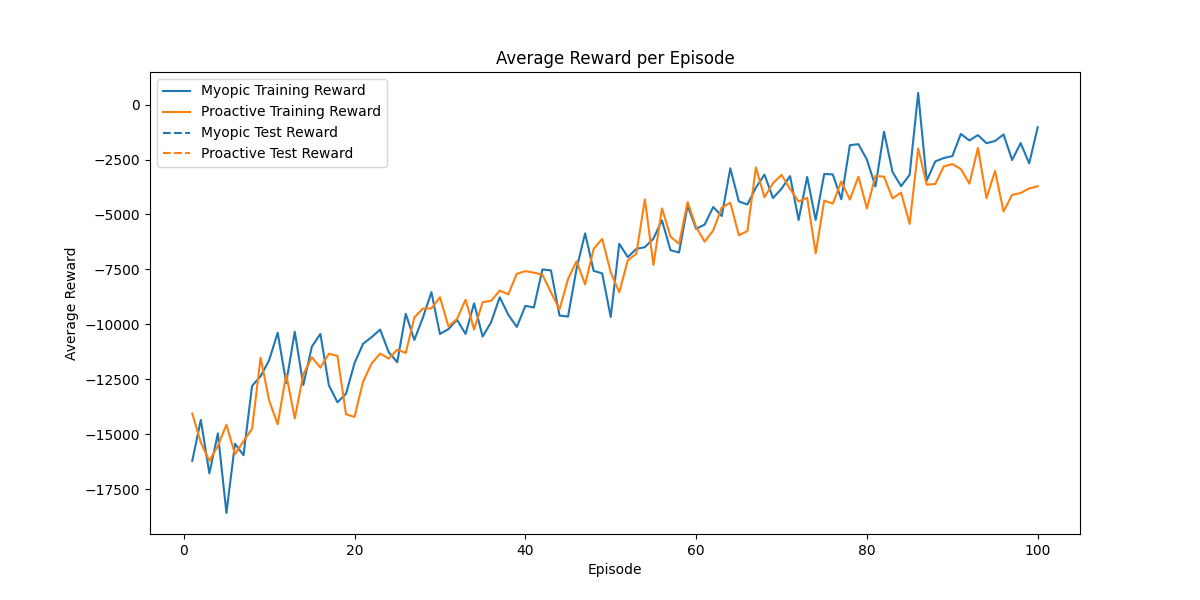 Average Reward per Episode
Myopic Training Reward
Proactive Training Reward
Myopic Test Reward
Proactive Test Reward
0
−2500
−5000
−7500
−10000
−12500
−15000
−17500
Average Reward
0 20 40 60 80 100
Episode